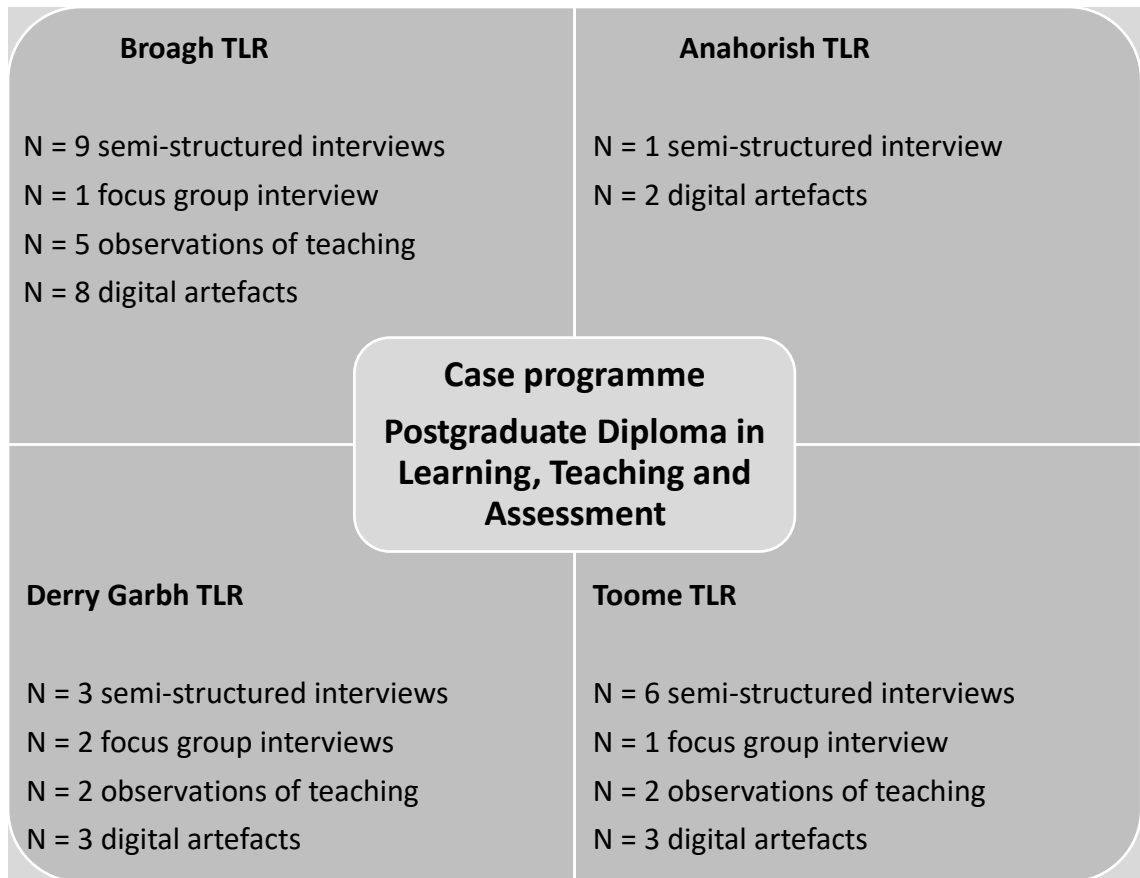 Broagh TLR
N = 9 semi-structured interviews
N = 1 focus group interview
N = 5 observations of teaching
N = 8 digital artefacts
Anahorish TLR
N = 1 semi-structured interview
N = 2 digital artefacts
Case programme
Postgraduate Diploma in
Learning, Teaching and
Assessment
Derry Garbh TLR
N = 3 semi-structured interviews
N = 2 focus group interviews
N = 2 observations of teaching
N = 3 digital artefacts
Toome TLR
N = 6 semi-structured interviews
N = 1 focus group interview
N = 2 observations of teaching
N = 3 digital artefacts